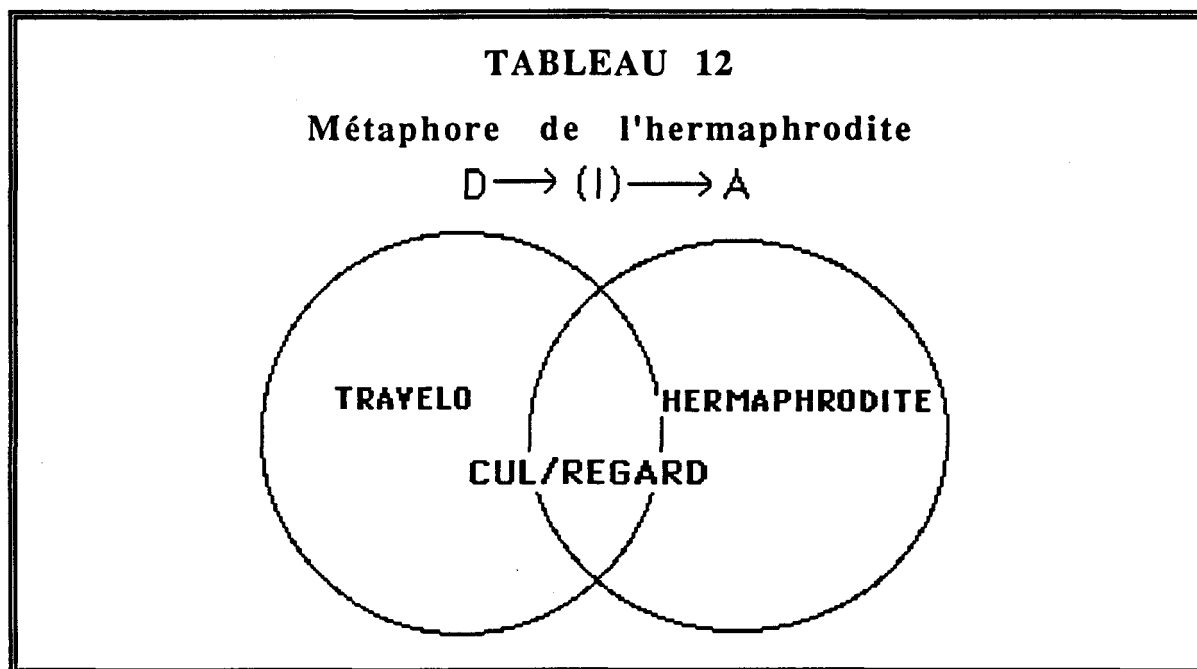 TABLEAU 12
Métaphore de l'hermaphrodite
D→ (I)→ A
TRAVELO
HERMAPHRODITE
CUL/REGARD